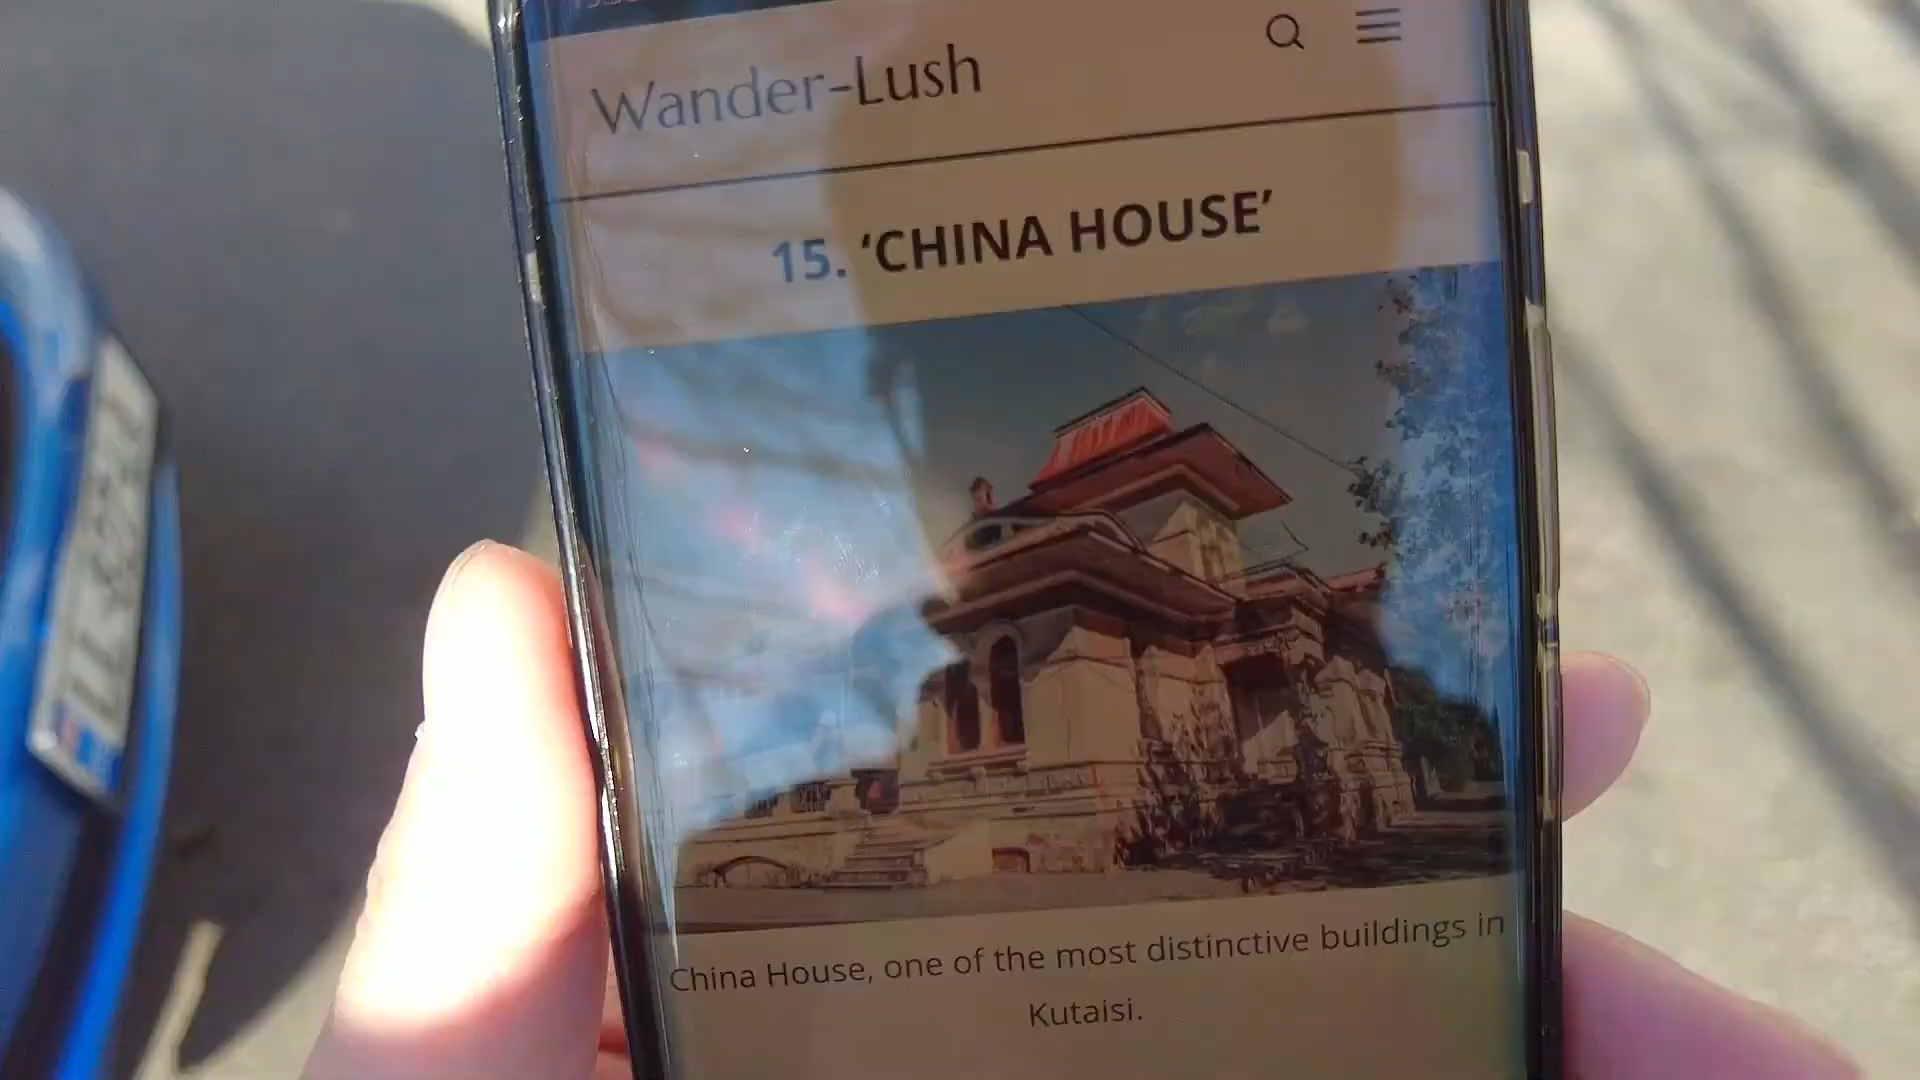 Wander-Lush
15. ‘CHINA HOUSE’
China House, one of the most distinctive buildings in
Kutaisi.